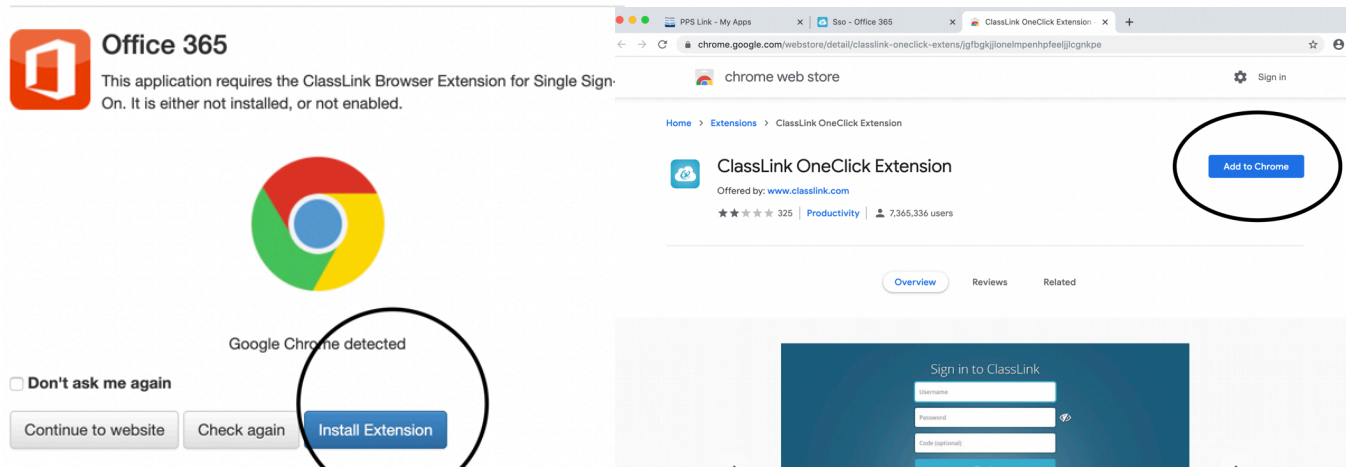 Office 365
This application requires the ClassLink Browser Extension for Single Sign-
On. It is either not installed, or not enabled.
Google Chrome detected
Don't ask me again
Continue to website
Check again
Install Extension
PPS Link - My Apps
Sso - Office 365
ClassLink OneClick Extension -
chrome.google.com/webstore/detail/classlink-oneclick-extens/jgfbgkjjlonelmpenhpfeeljjlcgnkpe
chrome web store
Sign in
Home > Extensions > ClassLink OneClick Extension
ClassLink OneClick Extension
Add to Chrome
Offered by: www.classlink.com
325 | Productivity | 7,365,336 users
Overview
Reviews
Related
Sign in to ClassLink
Username
Password
Code (optional)